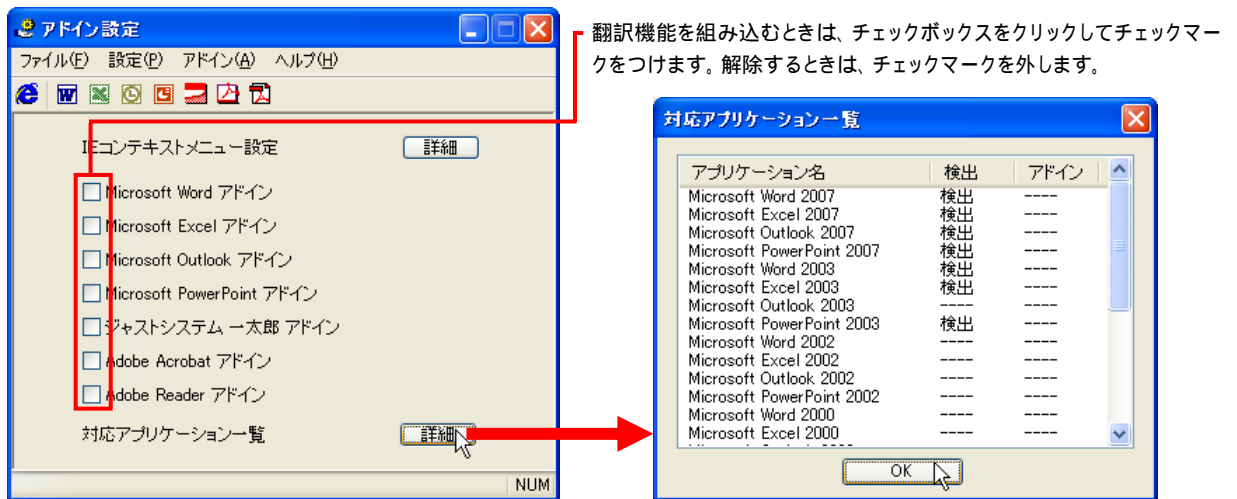 アドイン設定
ファイル(F) 設定(P) アドイン(A) ヘルプ(H)
IEコンテキストメニュー設定 詳細
Microsoft Word アドイン
Microsoft Excel アドイン
Microsoft Outlook アドイン
Microsoft PowerPoint アドイン
ジャストシステム 一太郎 アドイン
Adobe Acrobat アドイン
Adobe Reader アドイン
対応アプリケーション一覧 詳細
NUM
翻訳機能を組み込むときは、チェックボックスをクリックしてチェックマー
クをつけます。解除するときは、チェックマークを外します。
対応アプリケーション一覧
アプリケーション名 検出 アドイン
Microsoft Word 2007 検出 ----
Microsoft Excel 2007 検出 ----
Microsoft Outlook 2007 検出 ----
Microsoft PowerPoint 2007 検出 ----
Microsoft Word 2003 検出 ----
Microsoft Excel 2003 検出 ----
Microsoft Outlook 2003 ---- ----
Microsoft PowerPoint 2003 検出 ----
Microsoft Word 2002 ---- ----
Microsoft Excel 2002 ---- ----
Microsoft Outlook 2002 ---- ----
Microsoft PowerPoint 2002 ---- ----
Microsoft Word 2000 ---- ----
Microsoft Excel 2000 ---- ----
OK